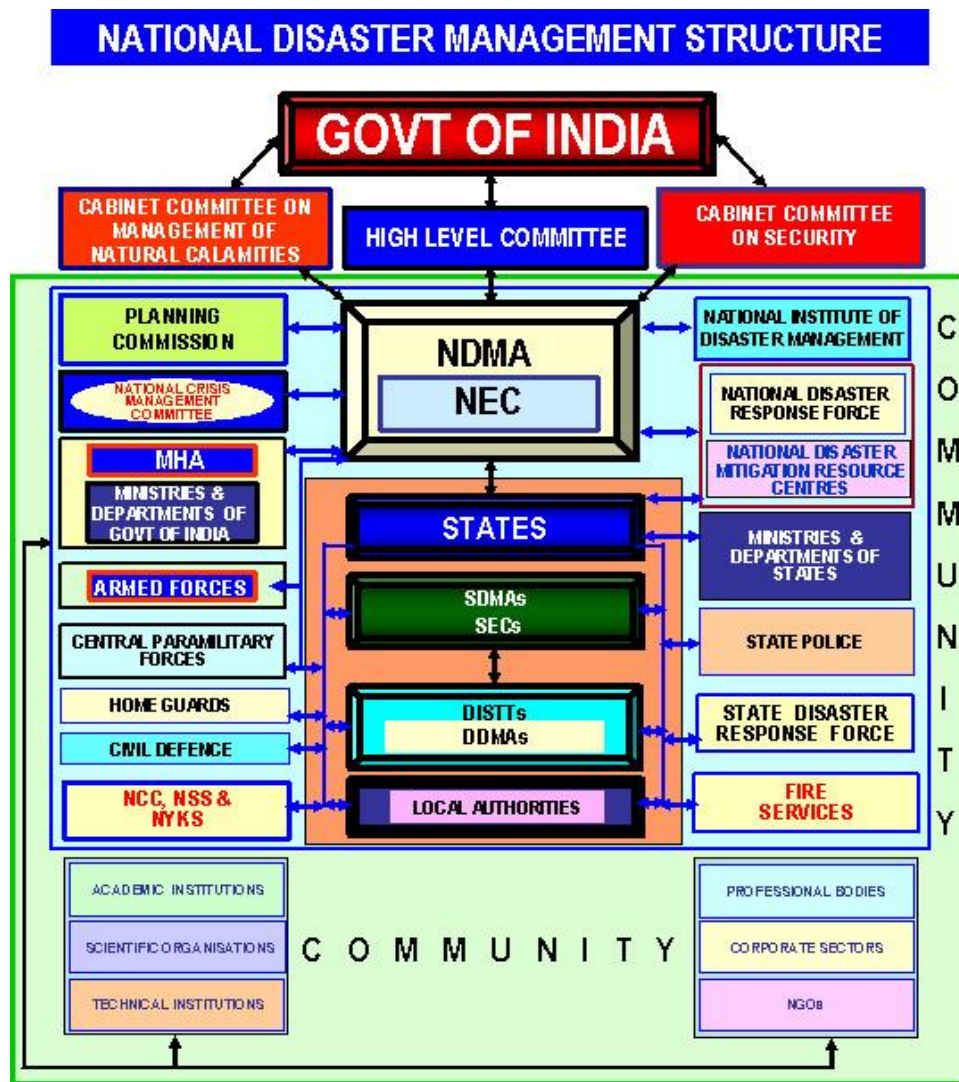 NATIONAL DISASTER MANAGEMENT STRUCTURE
GOVT OF INDIA
CABINET COMMITTEE ON
MANAGEMENT OF
NATURAL CALAMITIES
HIGH LEVEL COMMITTEE
CABINET COMMITTEE
ON SECURITY
PLANNING
COMMISSION
NATIONAL CRISIS
MANAGEMENT
COMMITTEE
MHA
MINISTRIES &
DEPARTMENTS OF
GOVT OF INDIA
ARMED FORCES
CENTRAL PARAMILITARY
FORCES
HOME GUARDS
CIVIL DEFENCE
NCC, NSS &
NYKS
NDMA
NEC
STATES
SDMAs
SECs
DISTTs
DDMAs
LOCAL AUTHORITIES
NATIONAL INSTITUTE OF
DISASTER MANAGEMENT
NATIONAL DISASTER
RESPONSE FORCE
NATIONAL DISASTER
MITIGATION RESOURCE
CENTRES
MINISTRIES &
DEPARTMENTS OF
STATES
STATE POLICE
STATE DISASTER
RESPONSE FORCE
FIRE
SERVICES
COMMUNITY
ACADEMIC INSTITUTIONS
SCIENTIFIC ORGANISATIONS
TECHNICAL INSTITUTIONS
COMMUNITY
PROFESSIONAL BODIES
CORPORATE SECTORS
NGOs